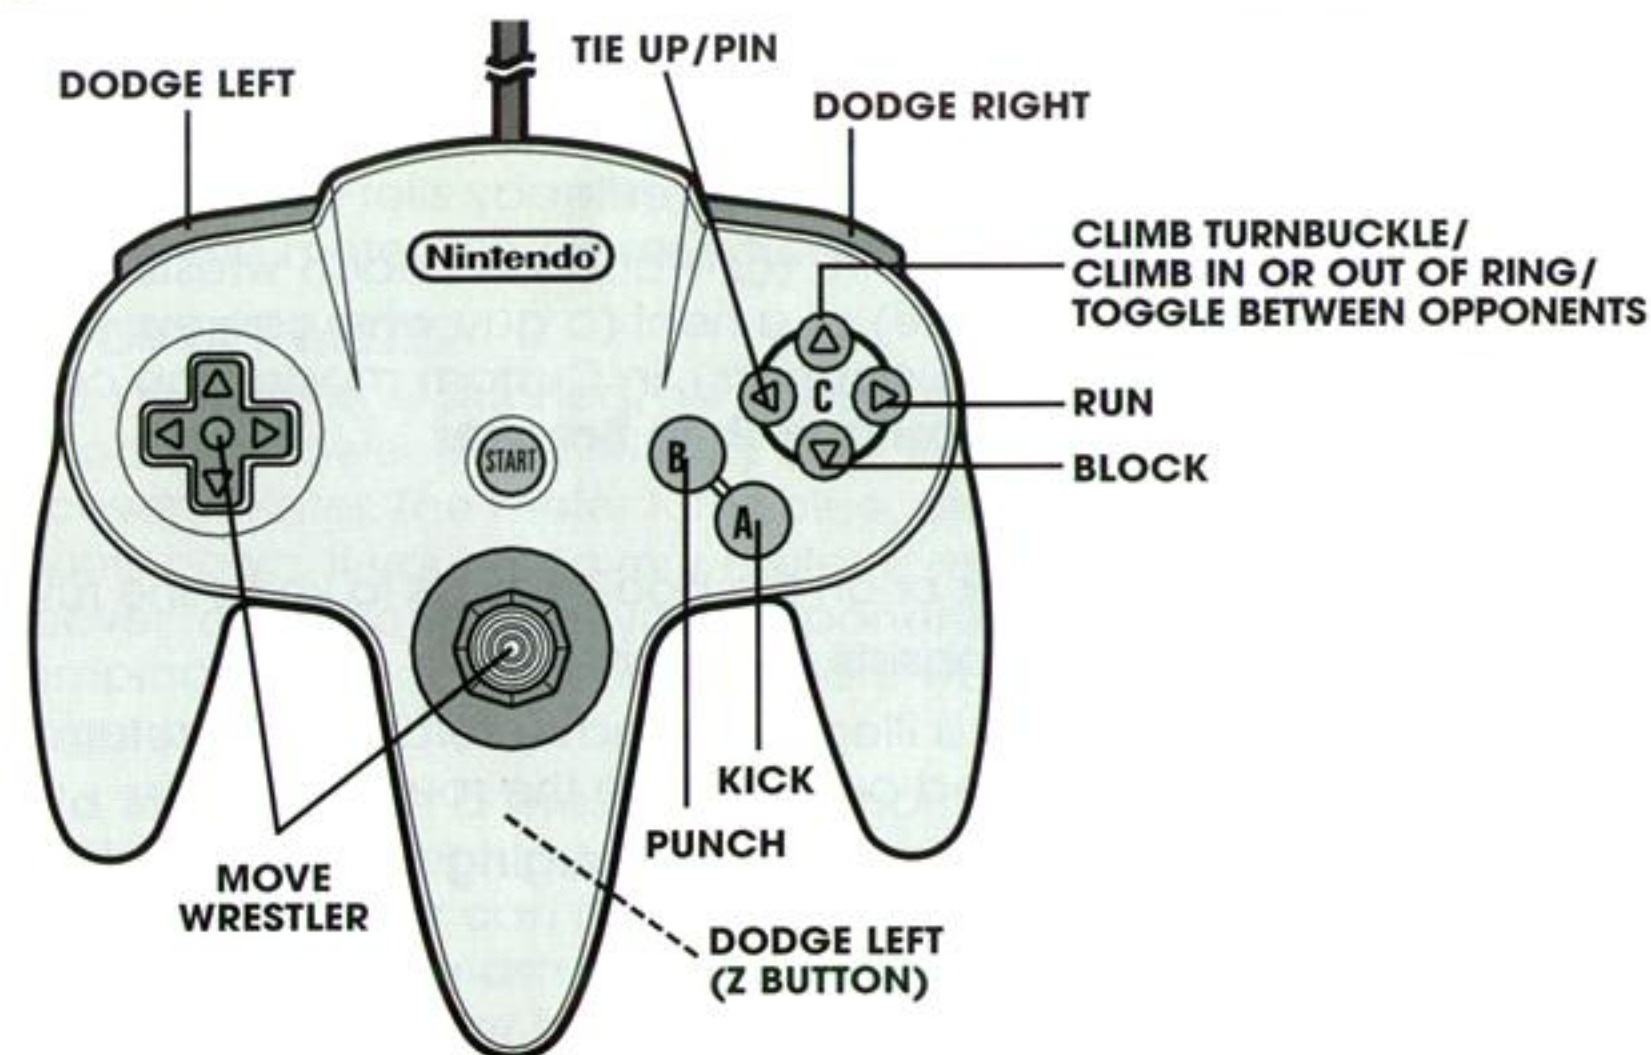 TIE UP/PIN
DODGE LEFT
DODGE RIGHT
CLIMB TURNBUCKLE/
CLIMB IN OR OUT OF RING/
TOGGLE BETWEEN OPPONENTS
Nintendo
C
RUN
B
START
BLOCK
A
KICK
PUNCH
MOVE
WRESTLER
DODGE LEFT
(Z BUTTON)